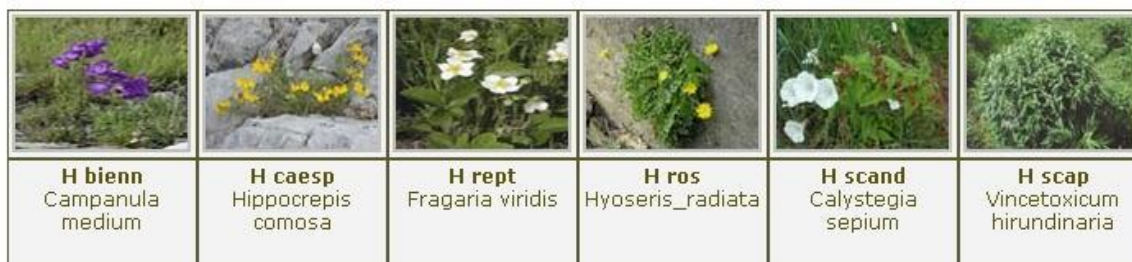 H bienn
Campanula
medium
H caesp
Hippocrepis
comosa
H rept
Fragaria viridis
H ros
Hyoseris_radiata
H scand
Calystegia
sepium
H scap
Vincetoxicum
hirundinaria